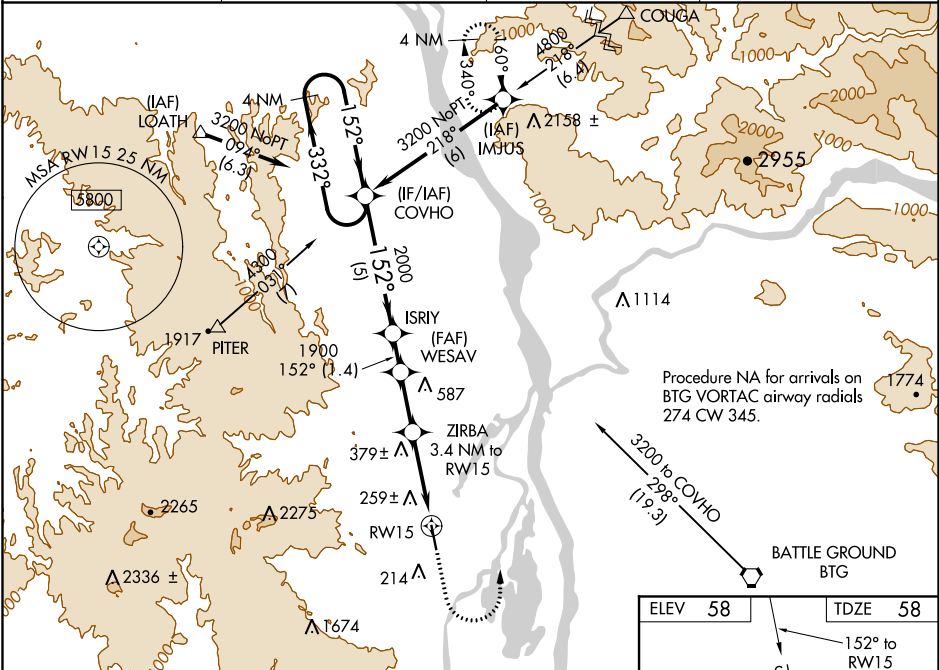 COUGA
4 NM
1000
160°
340°
4800
218°
(6.4)
1000
1000
2000
(IAF)
LOATH
4 NM
3200 NoPT
094°
(6.3)
152°
332°
3200 NoPT
218°
(6)
(IAF)
IMJUS
2158 ±
2000
1000
2955
MSA RW15 25 NM
5800
(IF/IAF)
COVHO
1000
1000
1000
4300
031°
(7)
2000
152°
(5)
1114
1917
PITER
ISRIY
(FAF)
WESAV
1900
152° (1.4)
587
Procedure NA for arrivals on
BTG VORTAC airway radials
274 CW 345.
1774
ZIRBA
3.4 NM to
RW15
379±
3200 to COVHO
298°
(19.3)
259±
2265
2275
RW15
BATTLE GROUND
BTG
214
2336 ±
1674
ELEV 58
TDZE 58
152° to
RW15